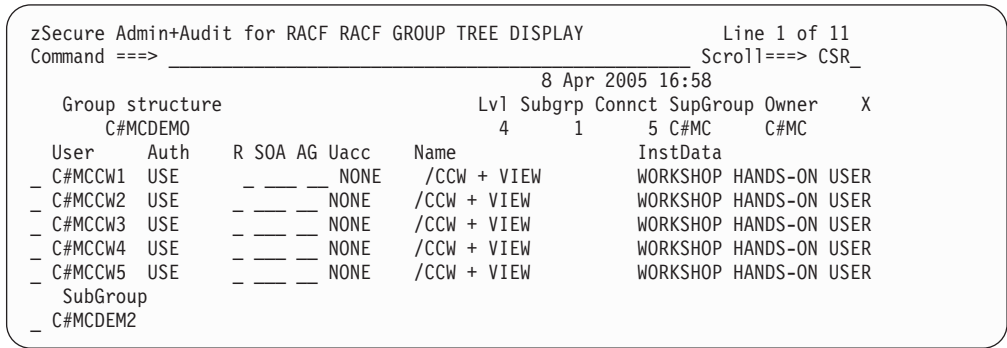 zSecure Admin+Audit for RACF RACF GROUP TREE DISPLAY Line 1 of 11
Command ===> _________________________________________________ Scroll===> CSR_
8 Apr 2005 16:58
Group structure Lvl Subgrp Connct SupGroup Owner X
C#MCDEMO 4 1 5 C#MC C#MC
User Auth R SOA AG Uacc Name InstData
_ C#MCCW1 USE _ ___ __ NONE /CCW + VIEW WORKSHOP HANDS-ON USER
_ C#MCCW2 USE _ ___ __ NONE /CCW + VIEW WORKSHOP HANDS-ON USER
_ C#MCCW3 USE _ ___ __ NONE /CCW + VIEW WORKSHOP HANDS-ON USER
_ C#MCCW4 USE _ ___ __ NONE /CCW + VIEW WORKSHOP HANDS-ON USER
_ C#MCCW5 USE _ ___ __ NONE /CCW + VIEW WORKSHOP HANDS-ON USER
SubGroup
_ C#MCDEM2